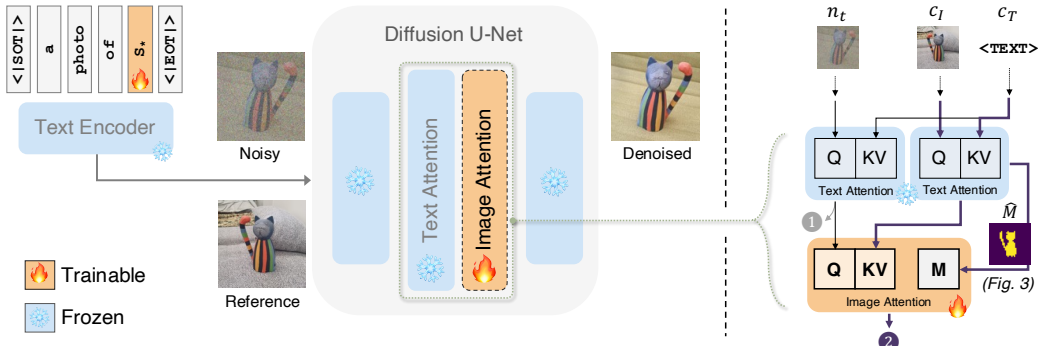 <|SOT|>
a
photo
of
S*
<|EOT|>
Text Encoder
Diffusion U-Net
Noisy
Reference
Text Attention
Image Attention
Denoised
Trainable
Frozen
n_t
c_I
c_T
<TEXT>
Q KV
Q KV
Text Attention
Text Attention
1
M̂
Q KV M
(Fig. 3)
Image Attention
2